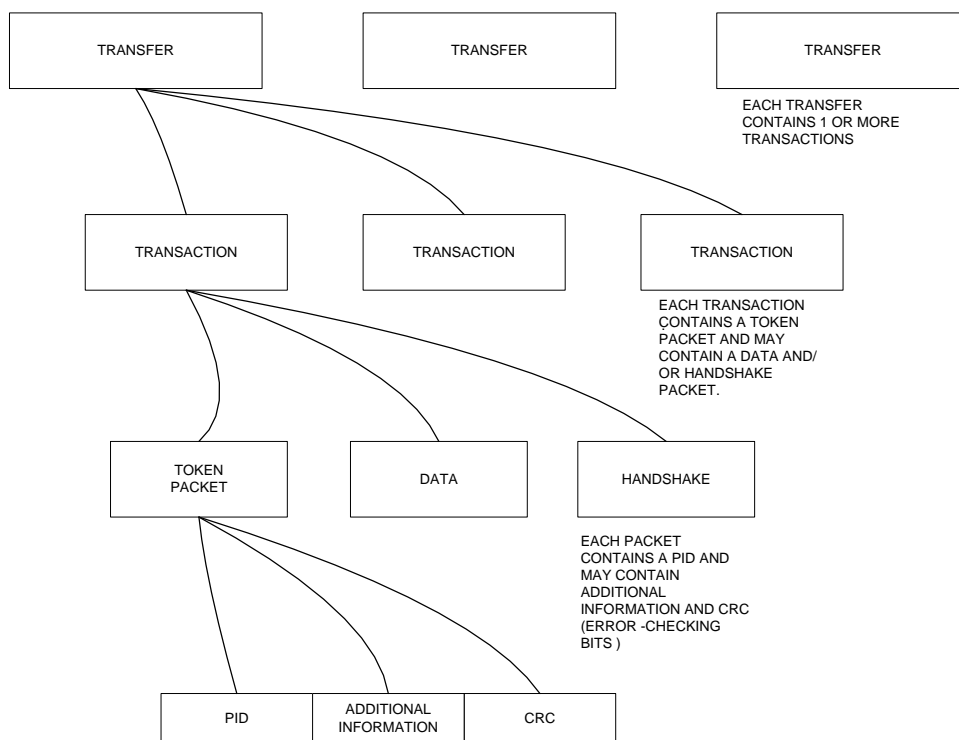 TRANSFER
TRANSFER
TRANSFER
EACH TRANSFER
CONTAINS 1 OR MORE
TRANSACTIONS
TRANSACTION
TRANSACTION
TRANSACTION
EACH TRANSACTION
CONTAINS A TOKEN
PACKET AND MAY
CONTAIN A DATA AND/
OR HANDSHAKE
PACKET.
TOKEN
PACKET
DATA
HANDSHAKE
EACH PACKET
CONTAINS A PID AND
MAY CONTAIN
ADDITIONAL
INFORMATION AND CRC
(ERROR -CHECKING
BITS )
PID
ADDITIONAL
INFORMATION
CRC